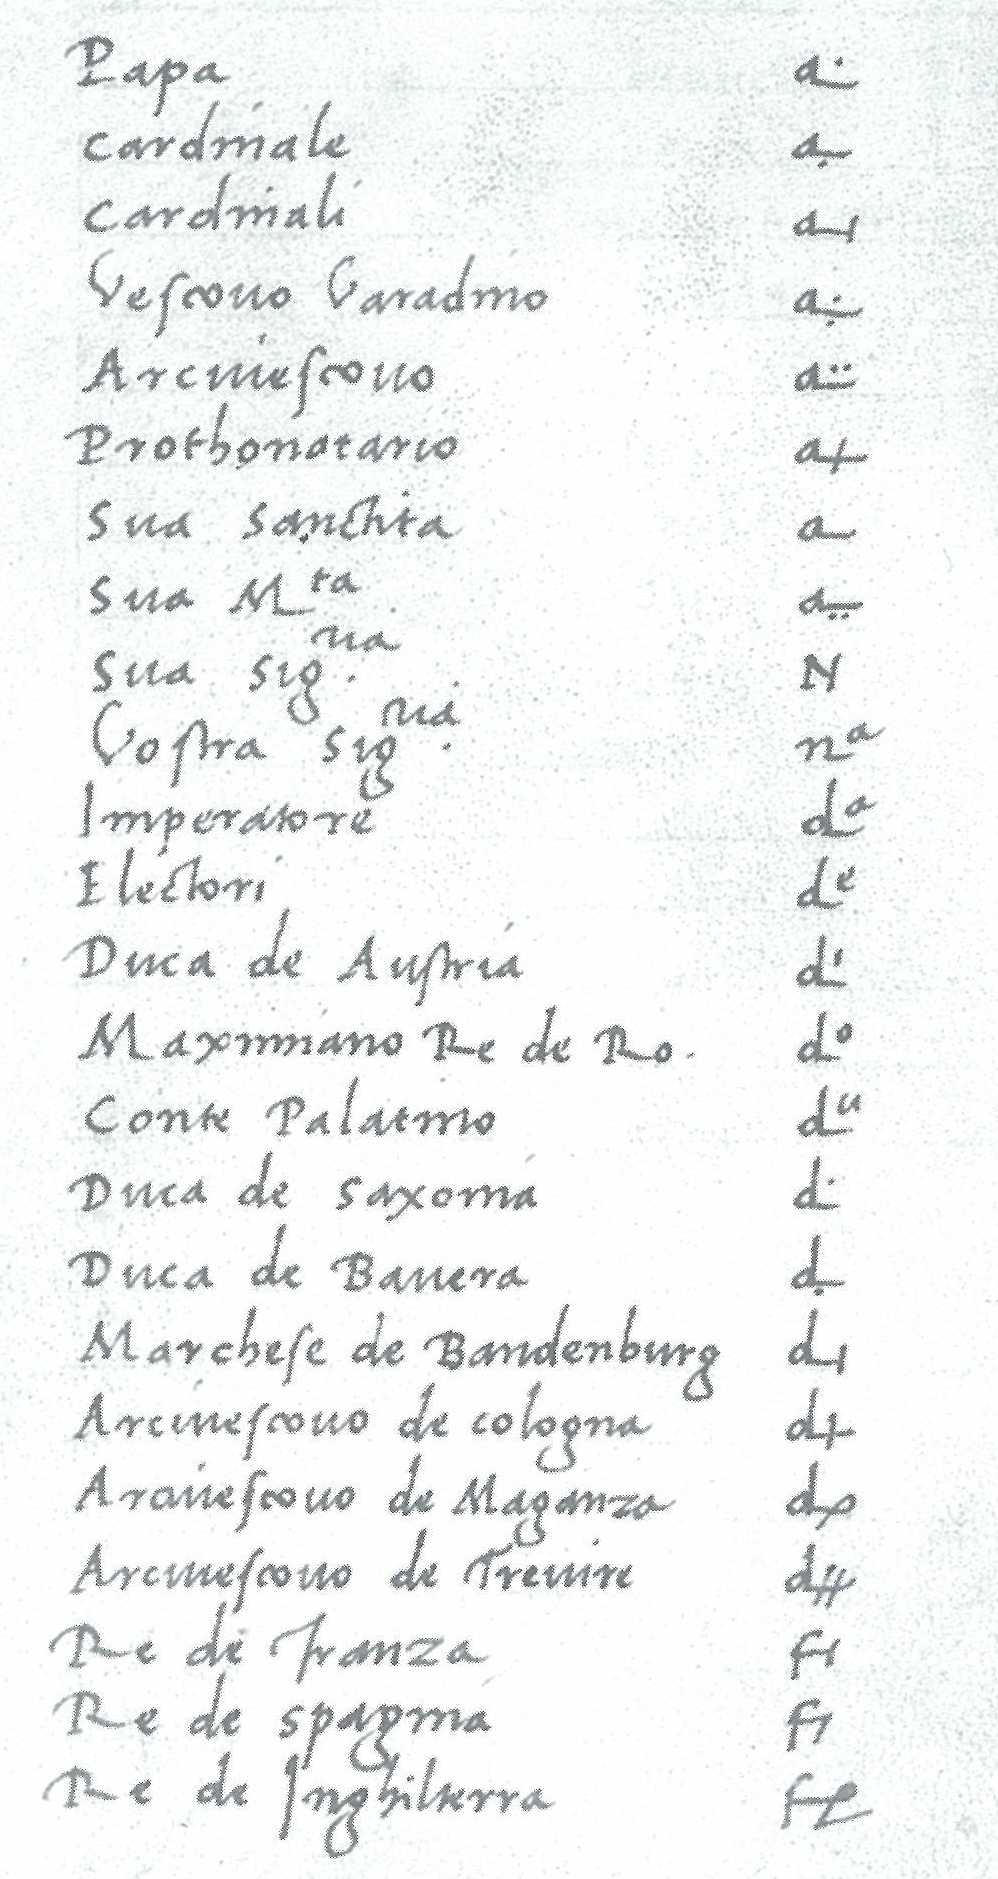 Papa a·
cardinale a.
cardinali a
Vescouo Varadino a
Arciuescouo a
Prothonotario a+
Sua Sanctita a
Sua M^ta a
Sua sig^ria. N
Vostra sig^ria. n^a
Imperatore d^a
Electori d^e
Duca de Austria d^i
Maximiano Re de Ro. d^o
Conte Palatino d^u
Duca de saxonia d·
Duca de Bauera d.
Marchese de Bandenburg d
Arciuescouo de cologna d+
Arciuescouo de Maganza d
Arciuescouo de Treuire d
Re de franza f
Re de spagnia f
Re de Inghilterra f